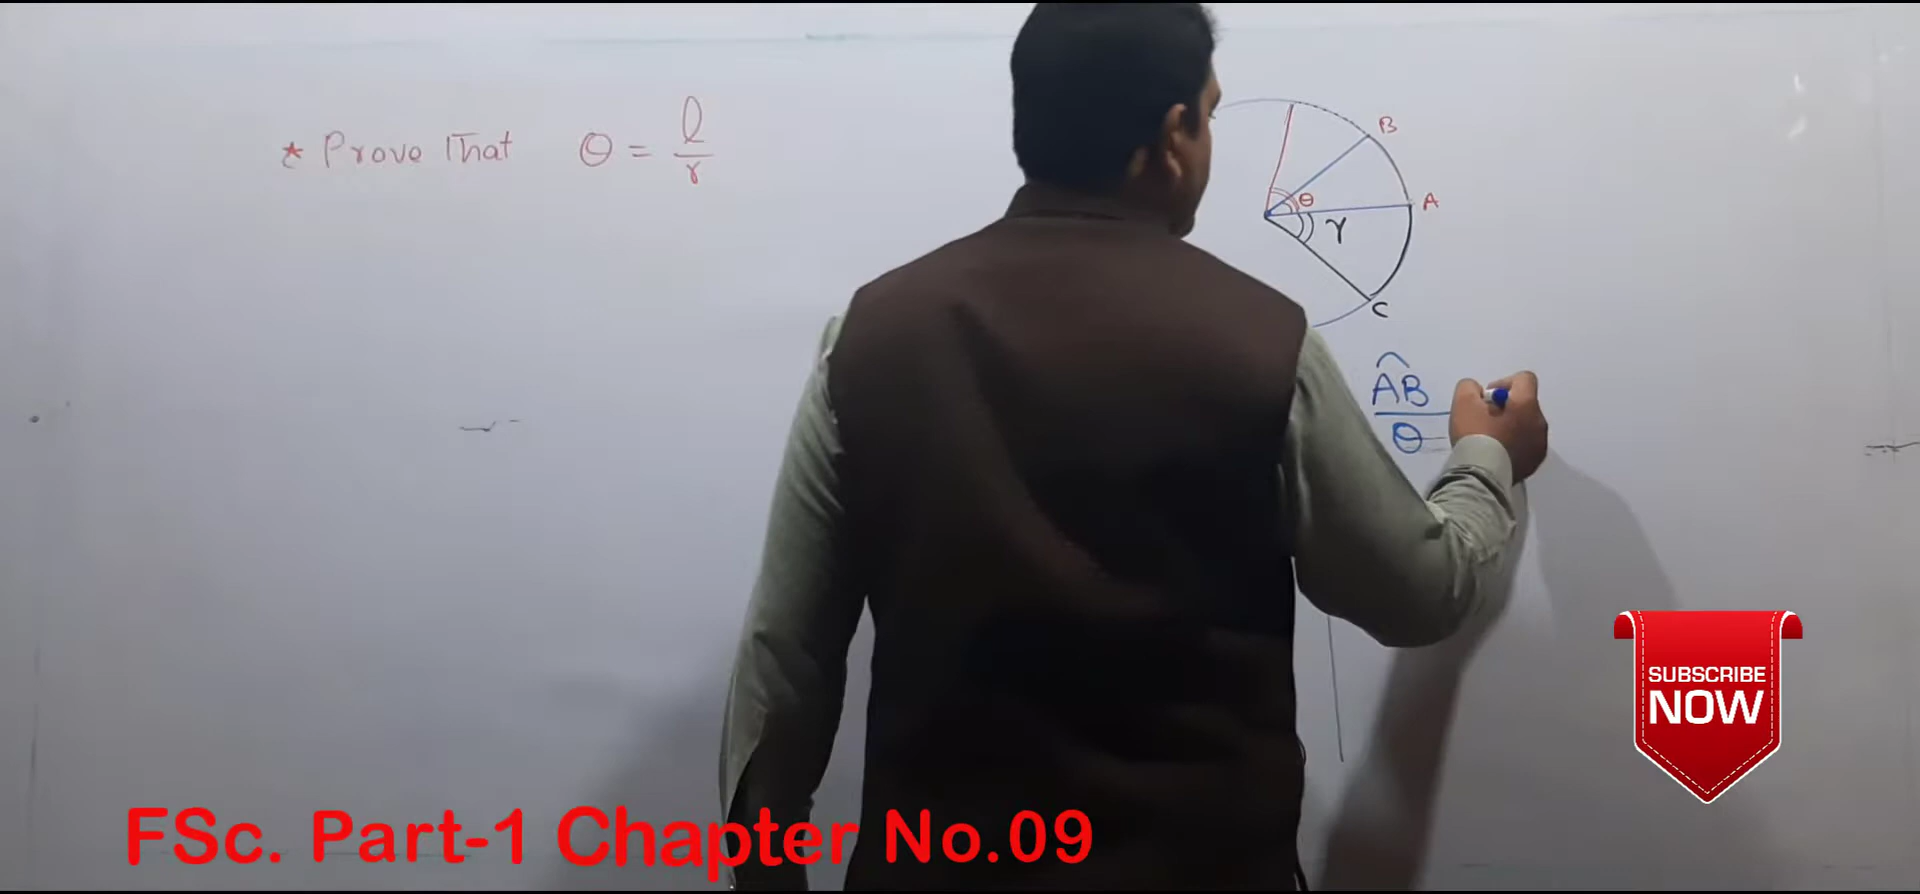 * Prove That θ = l/r
B
θ
A
γ
C
AB
θ
SUBSCRIBE
NOW
FSc. Part-1 Chapter No.09